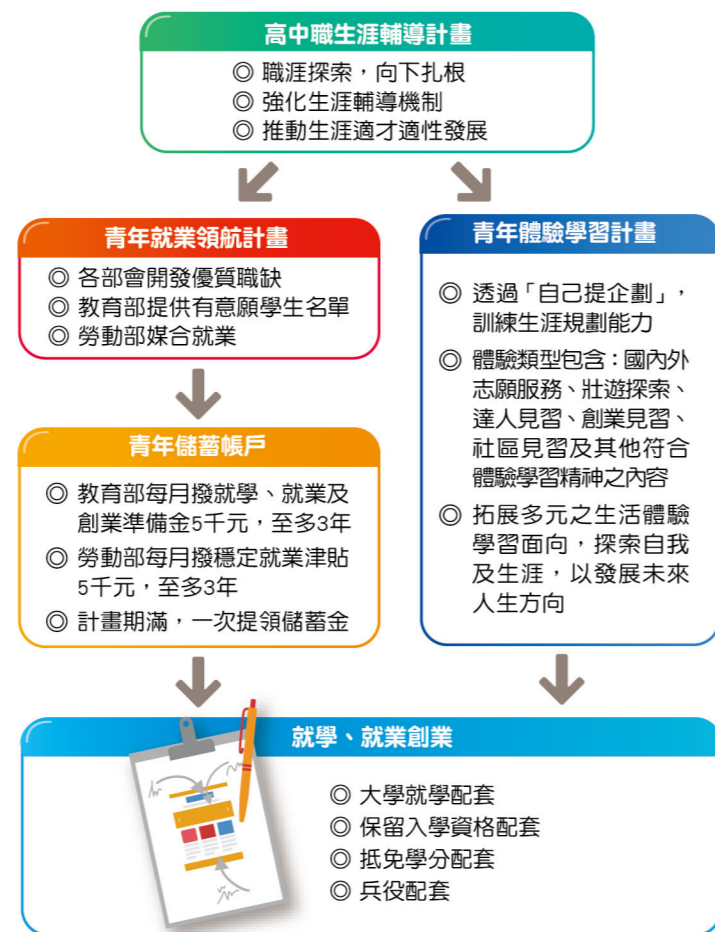 高中職生涯輔導計畫
◎ 職涯探索，向下扎根
◎ 強化生涯輔導機制
◎ 推動生涯適才適性發展
青年就業領航計畫
◎ 各部會開發優質職缺
◎ 教育部提供有意願學生名單
◎ 勞動部媒合就業
青年儲蓄帳戶
◎ 教育部每月撥就學、就業及
創業準備金5千元，至多3年
◎ 勞動部每月撥穩定就業津貼
5千元，至多3年
◎ 計畫期滿，一次提領儲蓄金
青年體驗學習計畫
◎ 透過「自己提企劃」，
訓練生涯規劃能力
◎ 體驗類型包含：國內外
志願服務、壯遊探索、
達人見習、創業見習、
社區見習及其他符合
體驗學習精神之內容
◎ 拓展多元之生活體驗
學習面向，探索自我
及生涯，以發展未來
人生方向
就學、就業創業
◎ 大學就學配套
◎ 保留入學資格配套
◎ 抵免學分配套
◎ 兵役配套